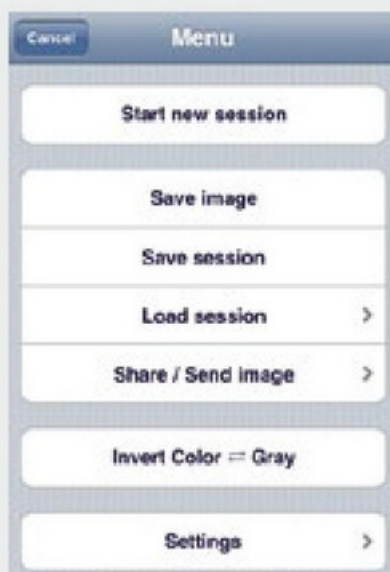 Cancel
Menu
Start new session
Save image
Save session
Load session >
Share / Send image >
Invert Color ⇌ Gray
Settings >